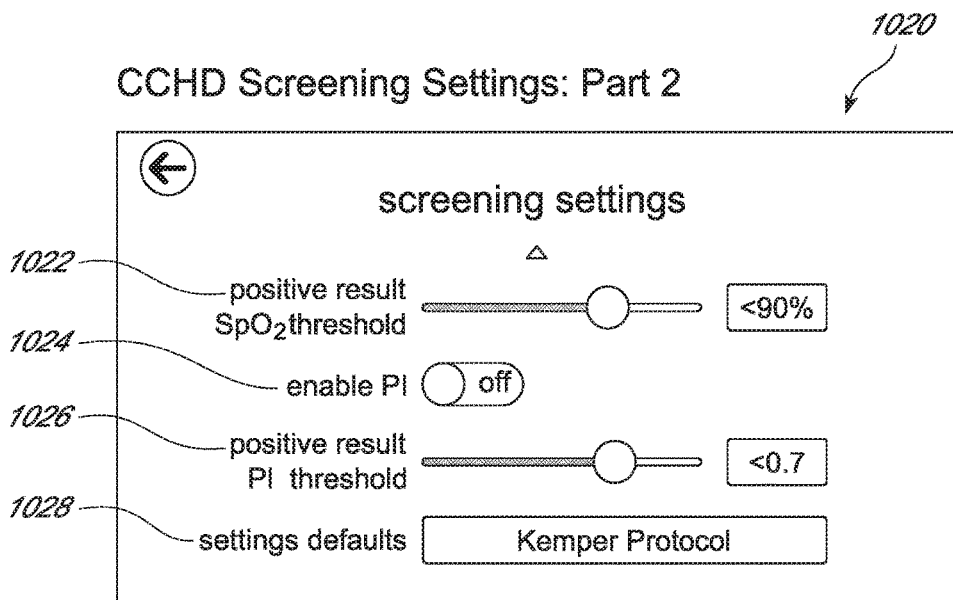 1020
CCHD Screening Settings: Part 2
screening settings
1022
positive result
SpO₂threshold
<90%
1024
enable PI
off
1026
positive result
PI threshold
<0.7
1028
settings defaults
Kemper Protocol